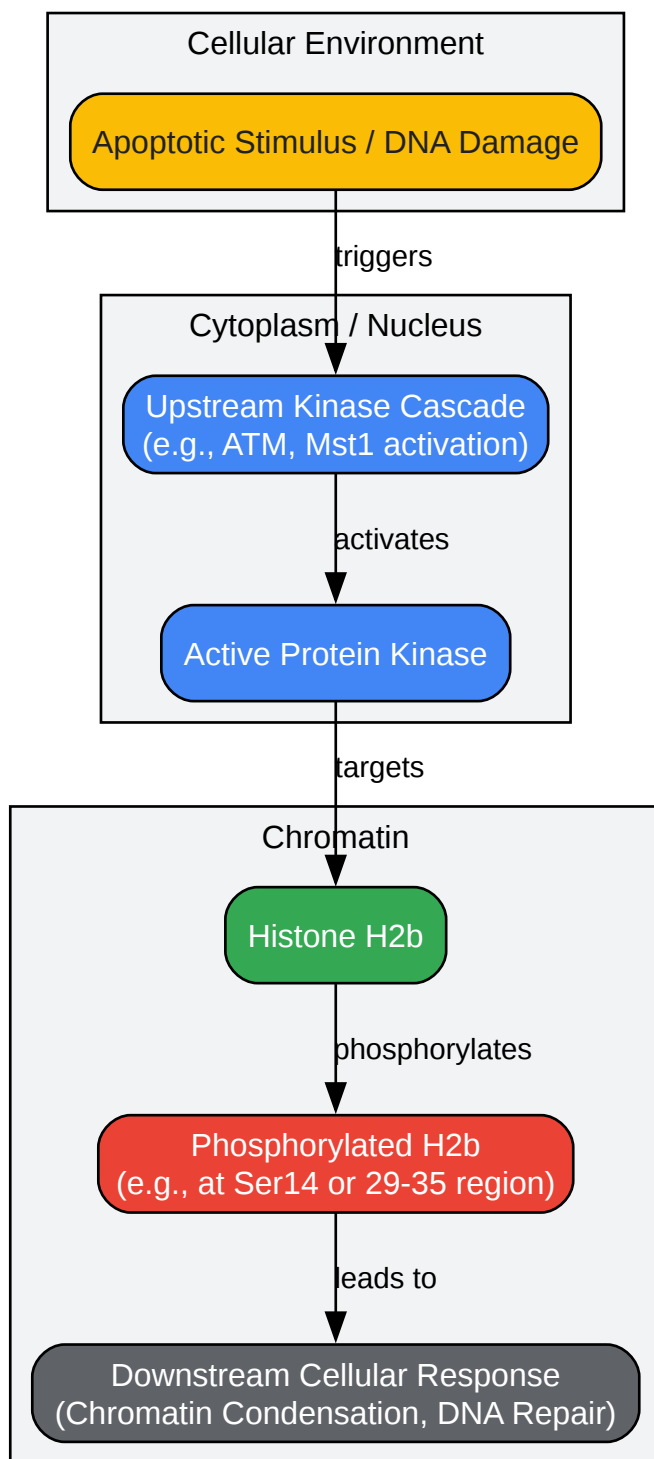 Cellular Environment
Apoptotic Stimulus / DNA Damage
triggers
Cytoplasm / Nucleus
Upstream Kinase Cascade
(e.g., ATM, Mst1 activation)
activates
Active Protein Kinase
targets
Chromatin
Histone H2b
phosphorylates
Phosphorylated H2b
(e.g., at Ser14 or 29-35 region)
leads to
Downstream Cellular Response
(Chromatin Condensation, DNA Repair)